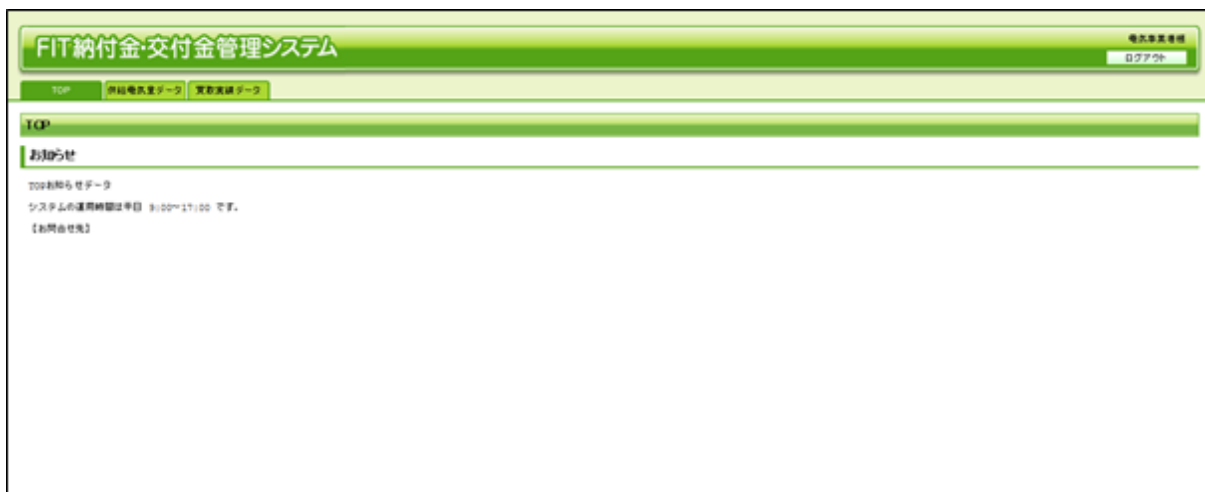 FIT納付金・交付金管理システム
電気事業者様
ログアウト
TOP 供給電気量データ 買取実績データ
TOP
お知らせ
TOPお知らせデータ
システムの運用時間は平日 9:00~17:00 です。
【お問合せ先】